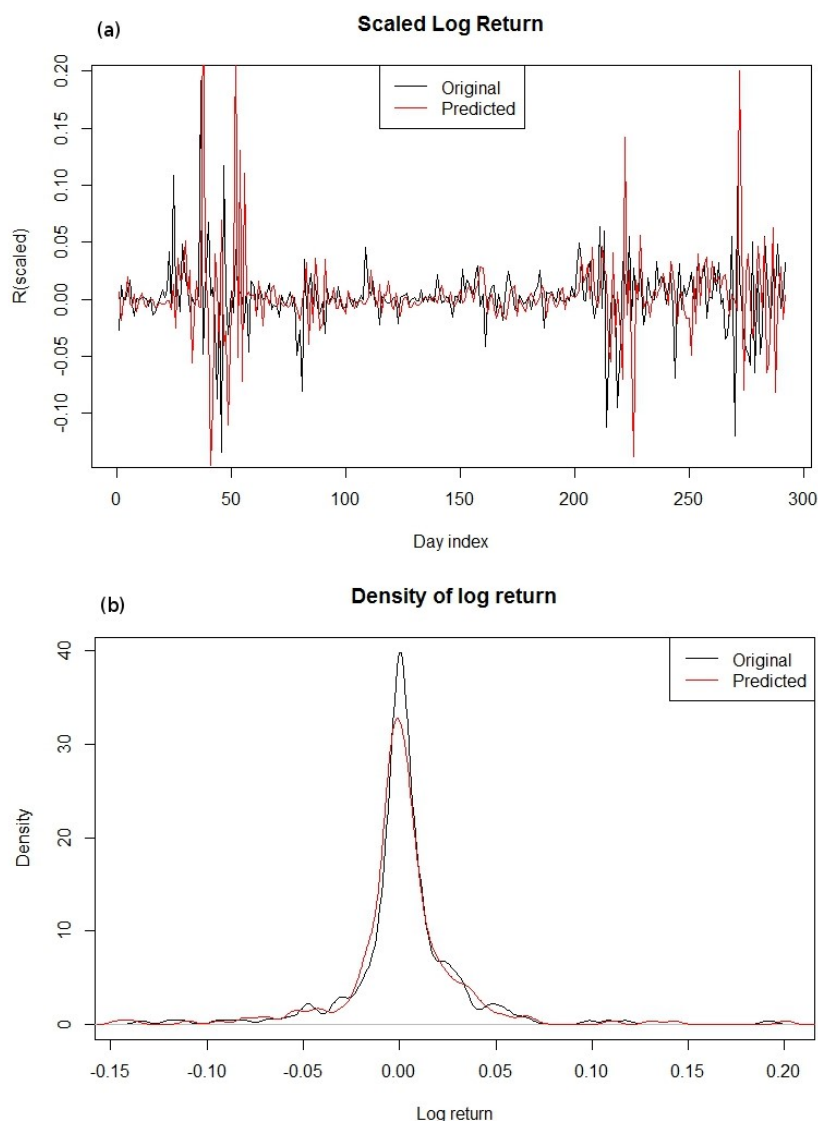 (a)
Scaled Log Return
Original
Predicted
R(scaled)
0.20
0.15
0.10
0.05
0.00
-0.05
-0.10
0 50 100 150 200 250 300
Day index
(b)
Density of log return
Original
Predicted
Density
40
30
20
10
0
-0.15 -0.10 -0.05 0.00 0.05 0.10 0.15 0.20
Log return